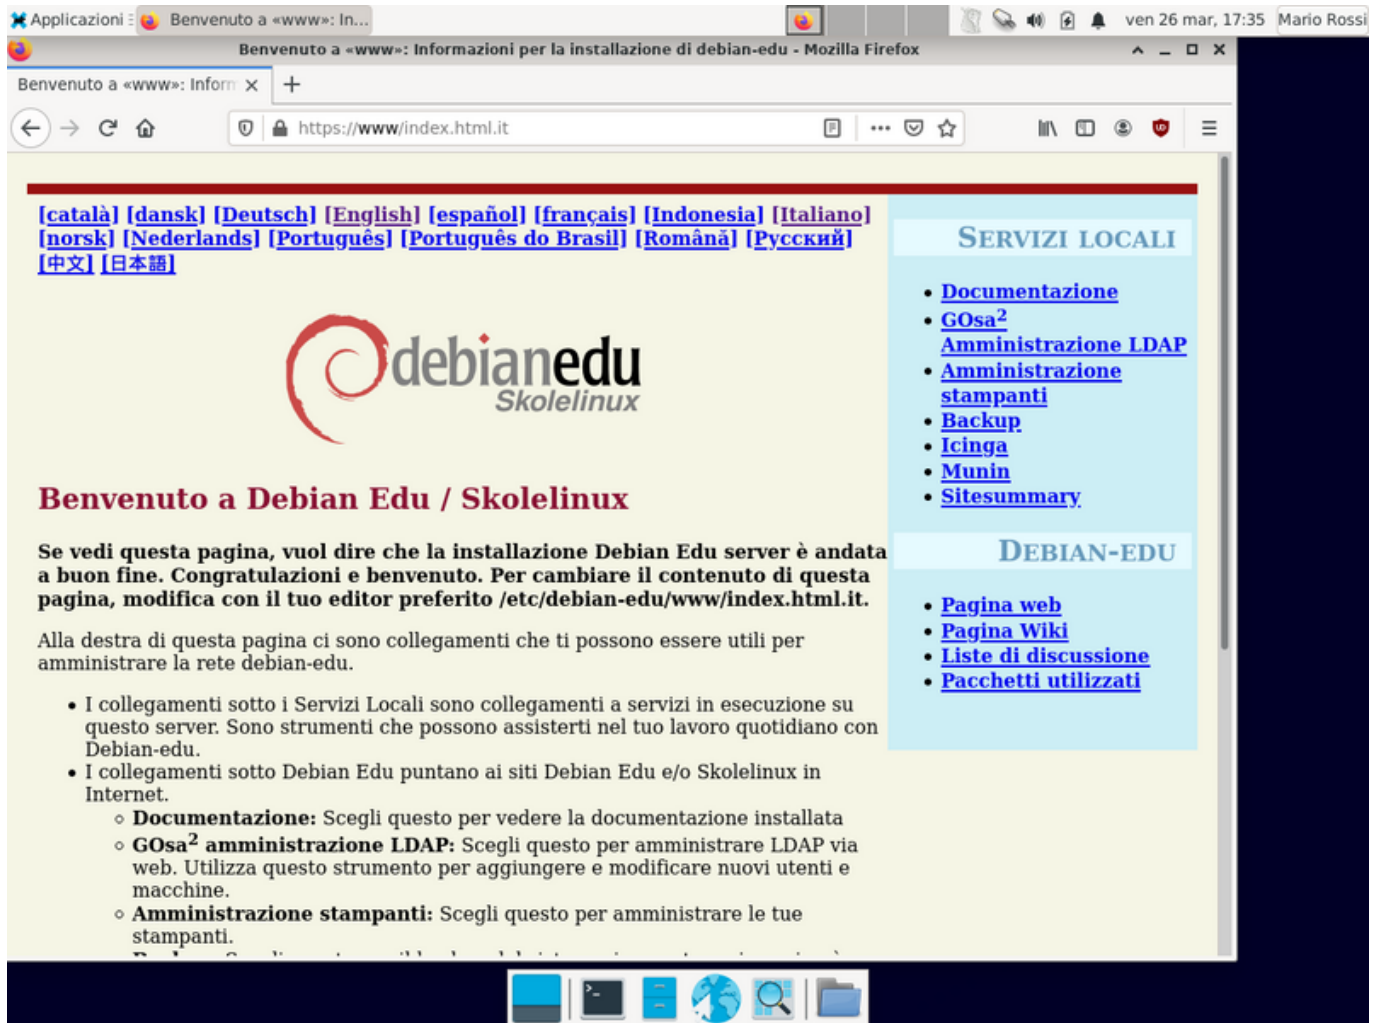 Applicazioni
Benvenuto a «www»: In...
ven 26 mar, 17:35
Mario Rossi
Benvenuto a «www»: Informazioni per la installazione di debian-edu - Mozilla Firefox
Benvenuto a «www»: Inform
https://www/index.html.it
[català] [dansk] [Deutsch] [English] [español] [français] [Indonesia] [Italiano]
[norsk] [Nederlands] [Português] [Português do Brasil] [Română] [Русский]
[中文] [日本語]
debianedu
Skolelinux
Benvenuto a Debian Edu / Skolelinux
Se vedi questa pagina, vuol dire che la installazione Debian Edu server è andata
a buon fine. Congratulazioni e benvenuto. Per cambiare il contenuto di questa
pagina, modifica con il tuo editor preferito /etc/debian-edu/www/index.html.it.
Alla destra di questa pagina ci sono collegamenti che ti possono essere utili per
amministrare la rete debian-edu.
• I collegamenti sotto i Servizi Locali sono collegamenti a servizi in esecuzione su
questo server. Sono strumenti che possono assisterti nel tuo lavoro quotidiano con
Debian-edu.
• I collegamenti sotto Debian Edu puntano ai siti Debian Edu e/o Skolelinux in
Internet.
◦ Documentazione: Scegli questo per vedere la documentazione installata
◦ GOsa² amministrazione LDAP: Scegli questo per amministrare LDAP via
web. Utilizza questo strumento per aggiungere e modificare nuovi utenti e
macchine.
◦ Amministrazione stampanti: Scegli questo per amministrare le tue
stampanti.
SERVIZI LOCALI
• Documentazione
• GOsa²
Amministrazione LDAP
• Amministrazione
stampanti
• Backup
• Icinga
• Munin
• Sitesummary
DEBIAN-EDU
• Pagina web
• Pagina Wiki
• Liste di discussione
• Pacchetti utilizzati